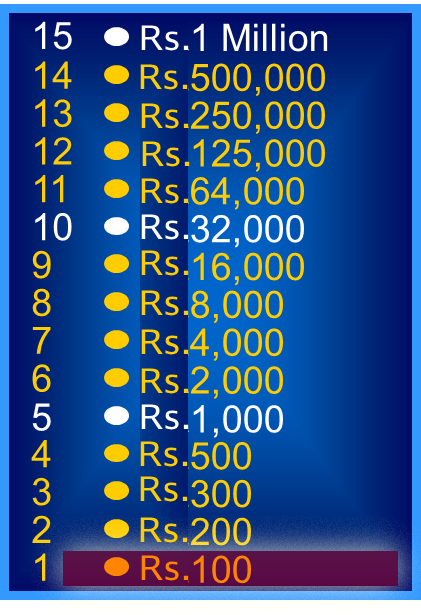 15 Rs.1 Million
14 Rs.500,000
13 Rs.250,000
12 Rs.125,000
11 Rs.64,000
10 Rs.32,000
9 Rs.16,000
8 Rs.8,000
7 Rs.4,000
6 Rs.2,000
5 Rs.1,000
4 Rs.500
3 Rs.300
2 Rs.200
1 Rs.100